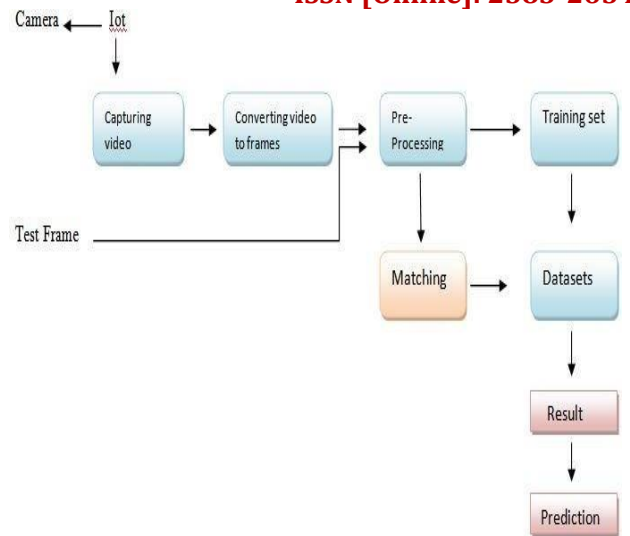 Camera Iot
Capturing
video
Converting video
to frames
Pre-
Processing
Training set
Test Frame
Matching
Datasets
Result
Prediction